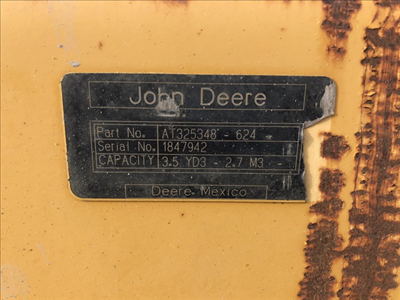 John Deere
Part No. AT325348 - 624
Serial No. 1847942
CAPACITY 3.5 YD3 - 2.7 M3 -
Deere Mexico